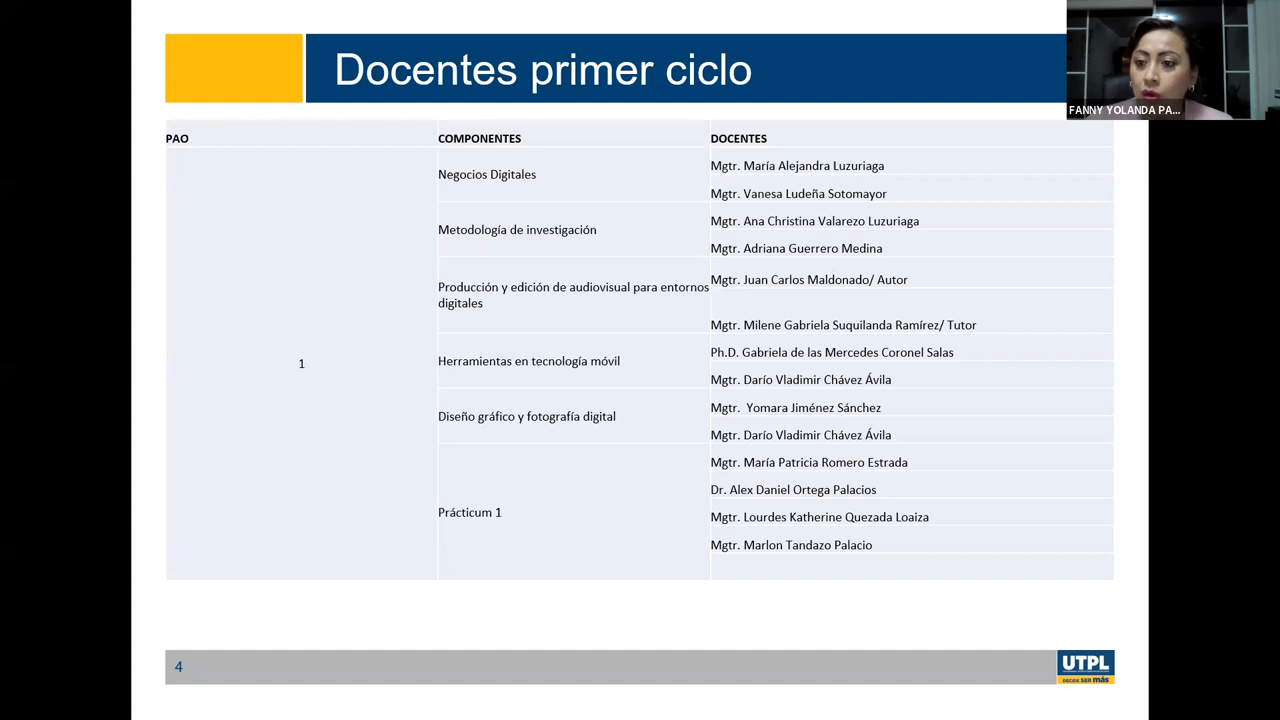 Docentes primer ciclo
FANNY YOLANDA PA...
PAO
COMPONENTES
DOCENTES
1
Negocios Digitales
Mgtr. María Alejandra Luzuriaga
Mgtr. Vanesa Ludeña Sotomayor
Metodología de investigación
Mgtr. Ana Christina Valarezo Luzuriaga
Mgtr. Adriana Guerrero Medina
Producción y edición de audiovisual para entornos
digitales
Mgtr. Juan Carlos Maldonado/ Autor
Mgtr. Milene Gabriela Suquilanda Ramírez/ Tutor
Herramientas en tecnología móvil
Ph.D. Gabriela de las Mercedes Coronel Salas
Mgtr. Darío Vladimir Chávez Ávila
Diseño gráfico y fotografía digital
Mgtr.  Yomara Jiménez Sánchez
Mgtr. Darío Vladimir Chávez Ávila
Prácticum 1
Mgtr. María Patricia Romero Estrada
Dr. Alex Daniel Ortega Palacios
Mgtr. Lourdes Katherine Quezada Loaiza
Mgtr. Marlon Tandazo Palacio
4
UTPL
DECIDE SER más